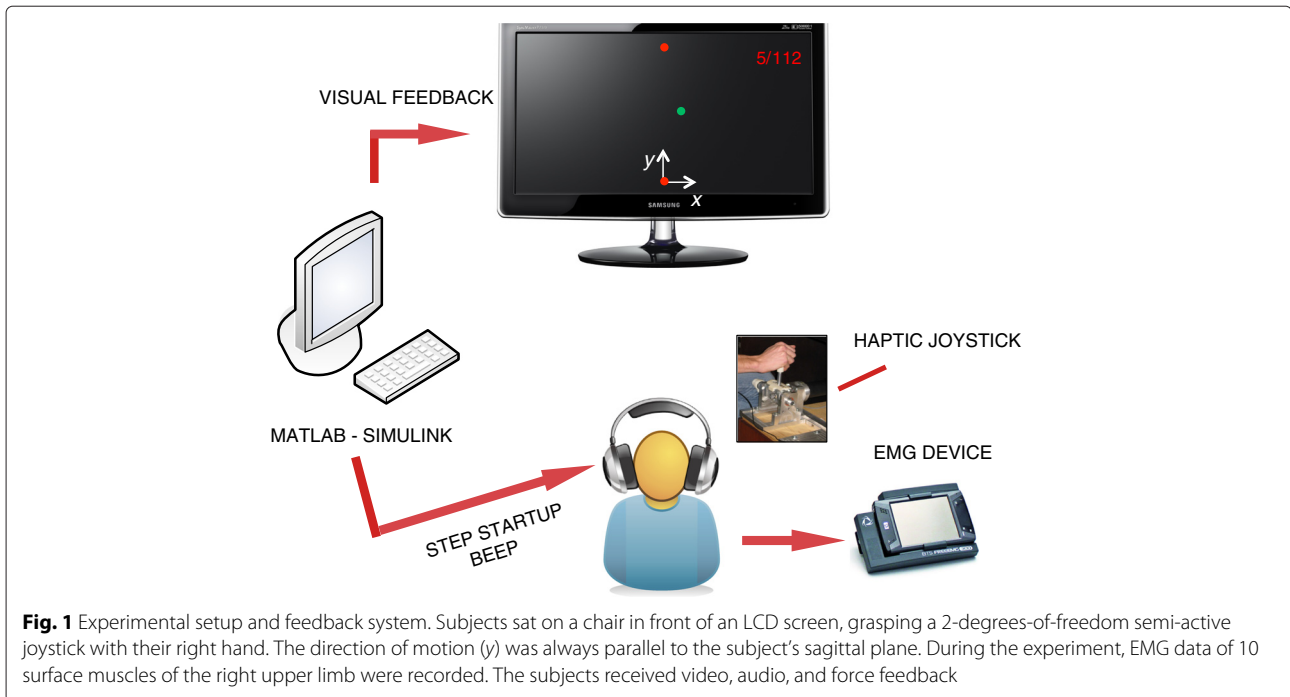 5/112
VISUAL FEEDBACK
y
x
SAMSUNG
HAPTIC JOYSTICK
MATLAB - SIMULINK
EMG DEVICE
STEP STARTUP
BEEP
Fig. 1 Experimental setup and feedback system. Subjects sat on a chair in front of an LCD screen, grasping a 2-degrees-of-freedom semi-active
joystick with their right hand. The direction of motion (y) was always parallel to the subject's sagittal plane. During the experiment, EMG data of 10
surface muscles of the right upper limb were recorded. The subjects received video, audio, and force feedback